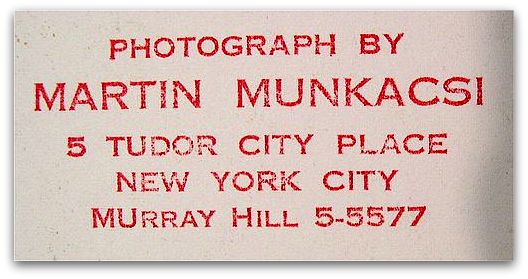 PHOTOGRAPH BY
MARTIN MUNKACSI
5 TUDOR CITY PLACE
NEW YORK CITY
MURRAY HILL 5-5577